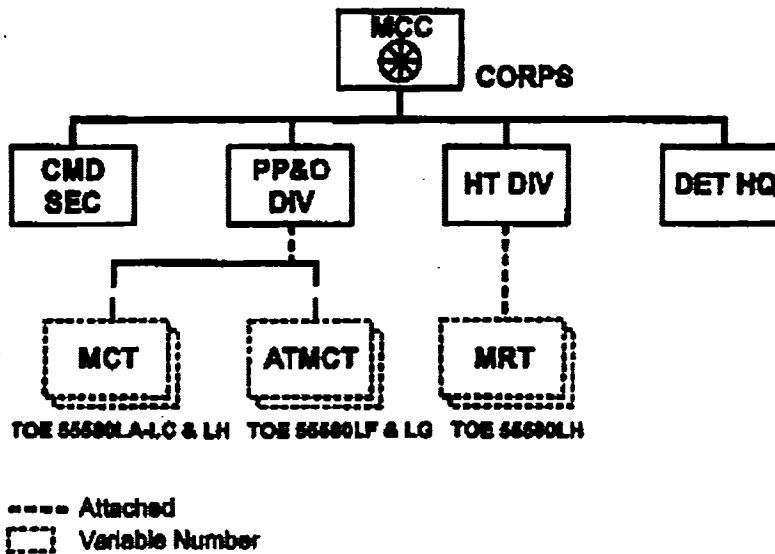 MCC
CORPS
CMD
SEC
PP&O
DIV
HT DIV
DET HQ
MCT
ATMCT
MRT
TOE 55580LA-LC & LH
TOE 55580LF & LG
TOE 55580LH
Attached
Variable Number